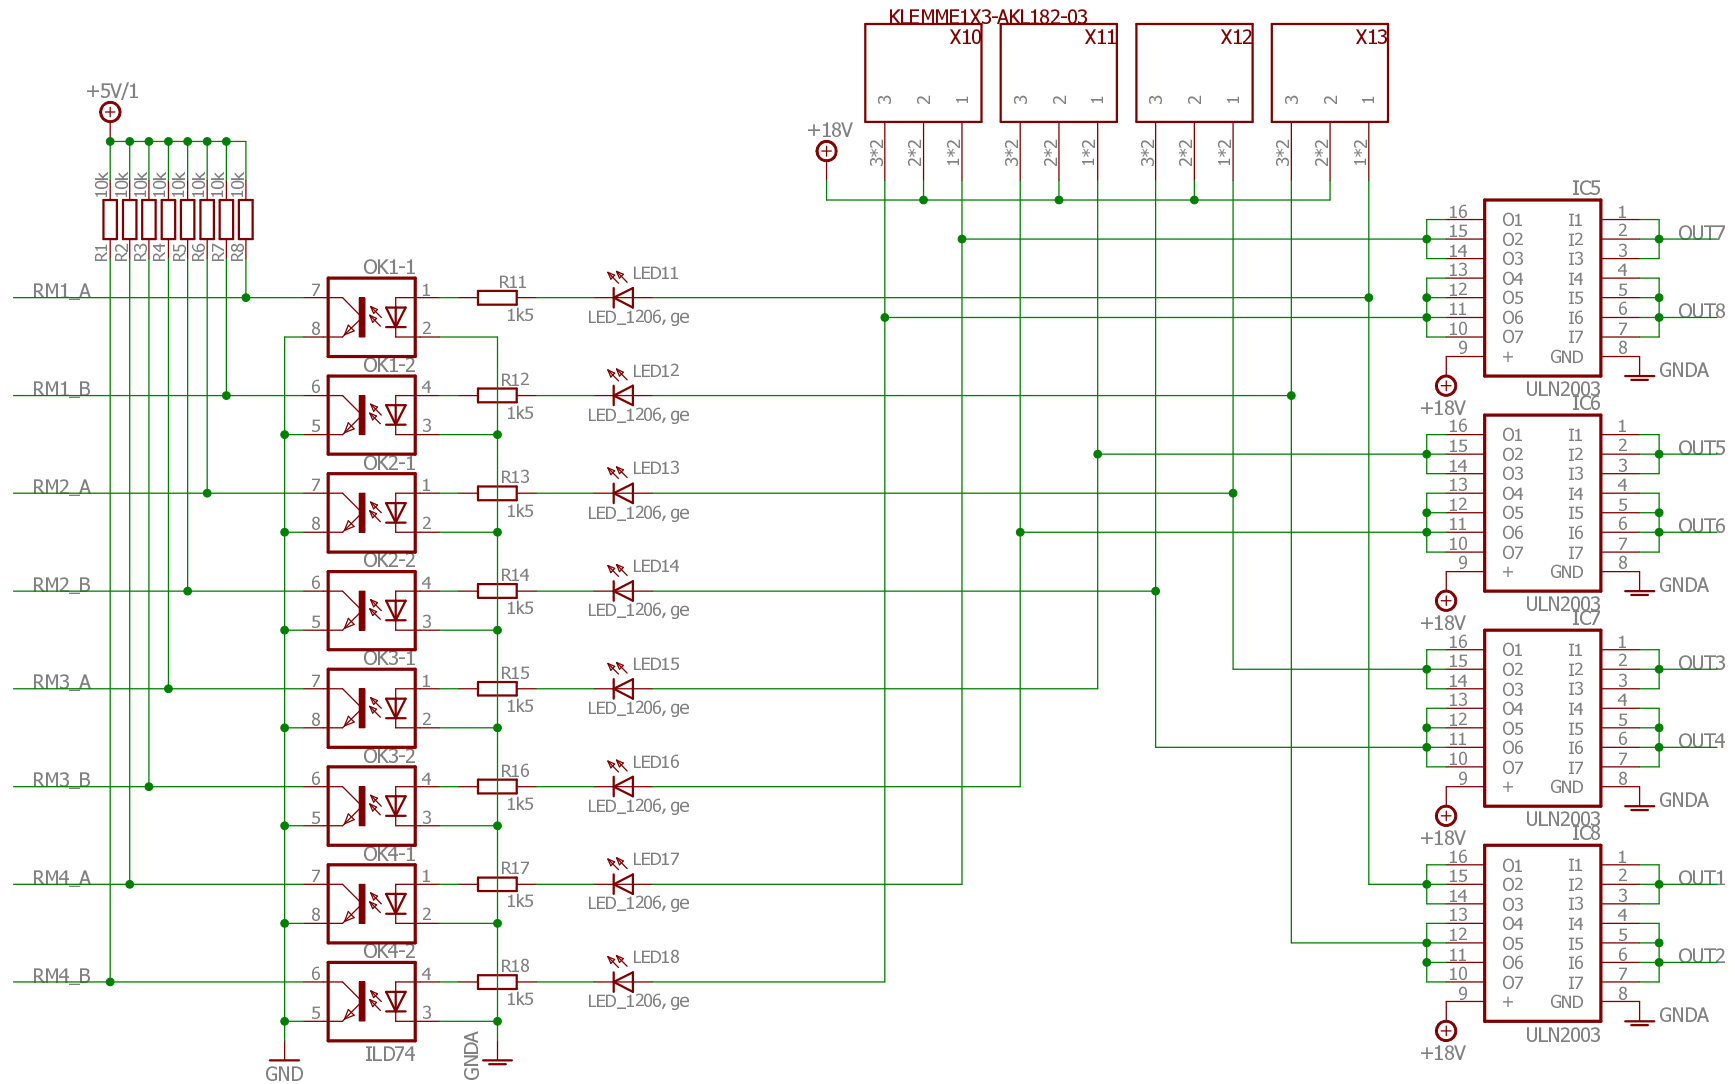 KLEMME1X3-AKL182-03
X10 X11 X12 X13
3 2 1 3 2 1 3 2 1 3 2 1
3*2 2*2 1*2 3*2 2*2 1*2 3*2 2*2 1*2 3*2 2*2 1*2
+5V/1
+18V
10k 10k 10k 10k 10k 10k 10k 10k
R1 R2 R3 R4 R5 R6 R7 R8
RM1_A
OK1-1
7 1
8 2
R11
1k5
LED11
LED_1206, ge
RM1_B
OK1-2
6 4
5 3
R12
1k5
LED12
LED_1206, ge
RM2_A
OK2-1
7 1
8 2
R13
1k5
LED13
LED_1206, ge
RM2_B
OK2-2
6 4
5 3
R14
1k5
LED14
LED_1206, ge
RM3_A
OK3-1
7 1
8 2
R15
1k5
LED15
LED_1206, ge
RM3_B
OK3-2
6 4
5 3
R16
1k5
LED16
LED_1206, ge
RM4_A
OK4-1
7 1
8 2
R17
1k5
LED17
LED_1206, ge
RM4_B
OK4-2
6 4
5 3
R18
1k5
LED18
LED_1206, ge
ILD74
GND
GNDA
IC5
16 O1 I1 1
15 O2 I2 2 OUT7
14 O3 I3 3
13 O4 I4 4
12 O5 I5 5
11 O6 I6 6 OUT8
10 O7 I7 7
9 + GND 8
GNDA
+18V
ULN2003
IC6
16 O1 I1 1
15 O2 I2 2 OUT5
14 O3 I3 3
13 O4 I4 4
12 O5 I5 5
11 O6 I6 6 OUT6
10 O7 I7 7
9 + GND 8
GNDA
+18V
ULN2003
IC7
16 O1 I1 1
15 O2 I2 2 OUT3
14 O3 I3 3
13 O4 I4 4
12 O5 I5 5
11 O6 I6 6 OUT4
10 O7 I7 7
9 + GND 8
GNDA
+18V
ULN2003
IC8
16 O1 I1 1
15 O2 I2 2 OUT1
14 O3 I3 3
13 O4 I4 4
12 O5 I5 5
11 O6 I6 6 OUT2
10 O7 I7 7
9 + GND 8
GNDA
+18V
ULN2003